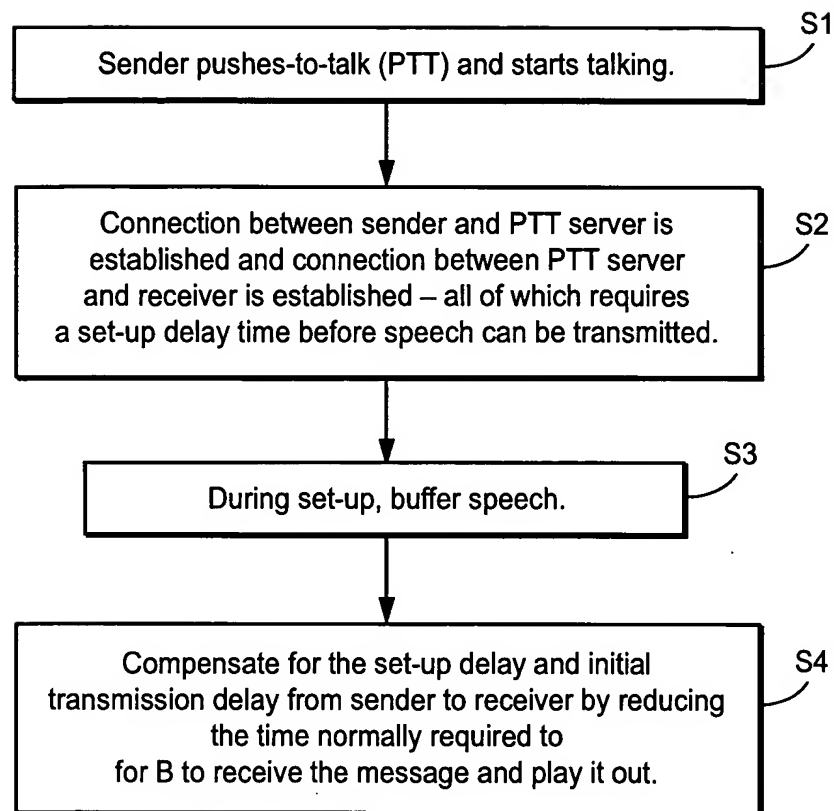 S1
Sender pushes-to-talk (PTT) and starts talking.
S2
Connection between sender and PTT server is
established and connection between PTT server
and receiver is established – all of which requires
a set-up delay time before speech can be transmitted.
S3
During set-up, buffer speech.
S4
Compensate for the set-up delay and initial
transmission delay from sender to receiver by reducing
the time normally required to
for B to receive the message and play it out.